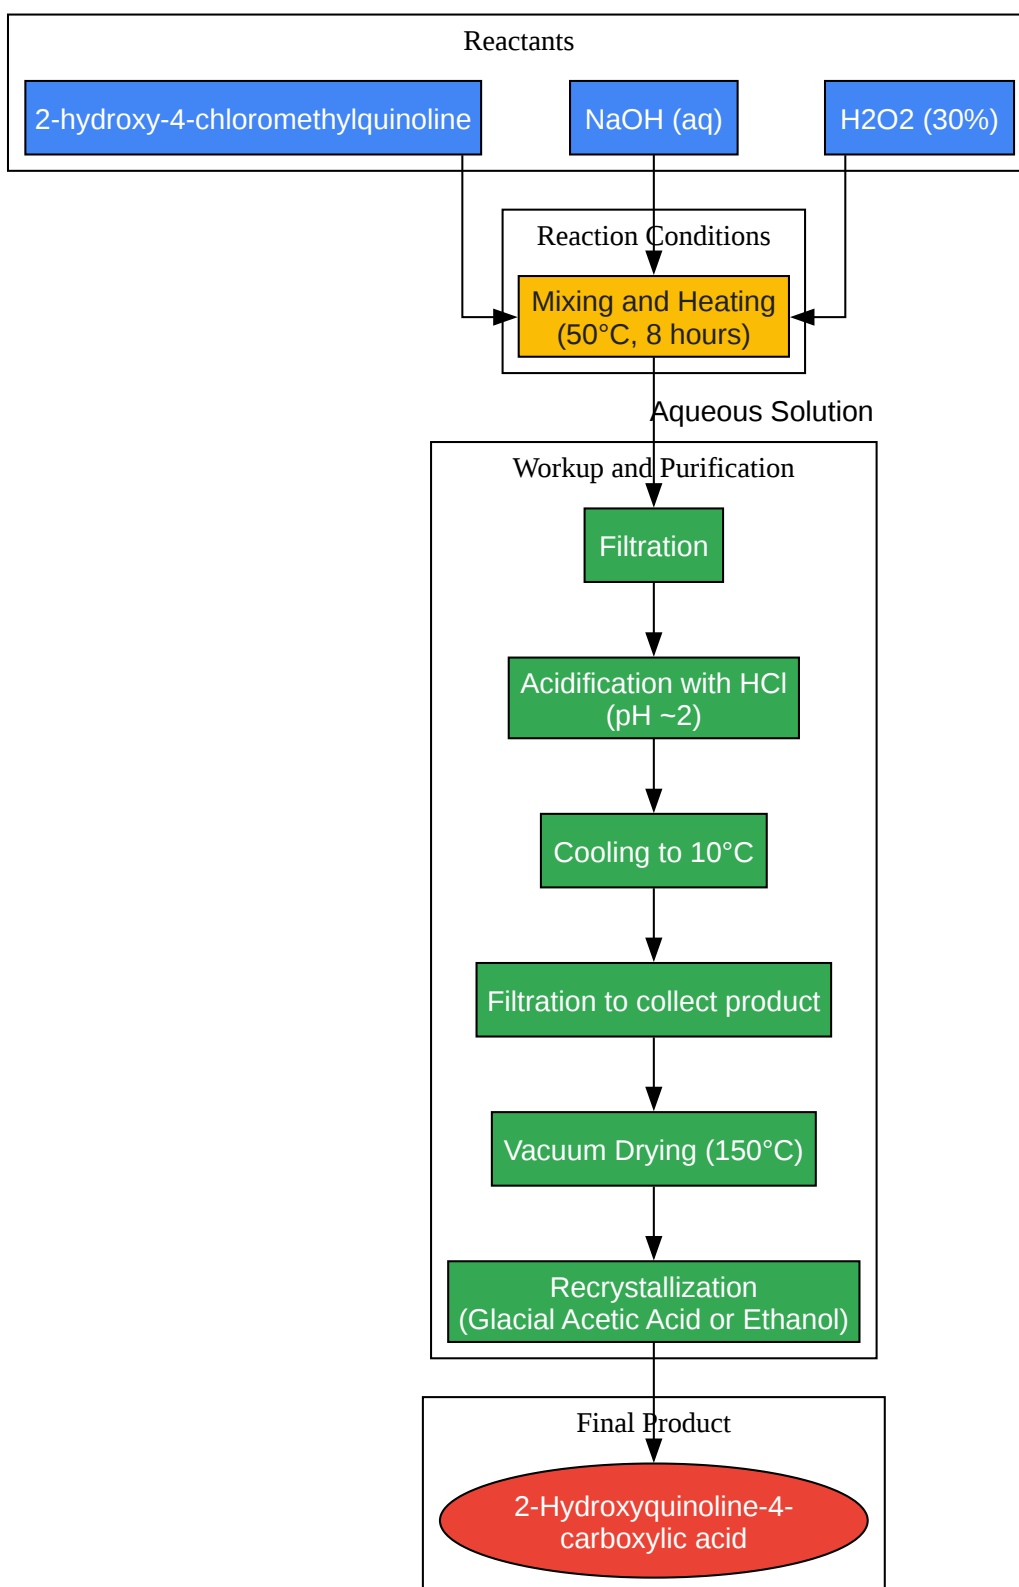 Reactants
2-hydroxy-4-chloromethylquinoline
NaOH (aq)
H2O2 (30%)
Reaction Conditions
Mixing and Heating
(50°C, 8 hours)
Aqueous Solution
Workup and Purification
Filtration
Acidification with HCl
(pH ~2)
Cooling to 10°C
Filtration to collect product
Vacuum Drying (150°C)
Recrystallization
(Glacial Acetic Acid or Ethanol)
Final Product
2-Hydroxyquinoline-4-
carboxylic acid